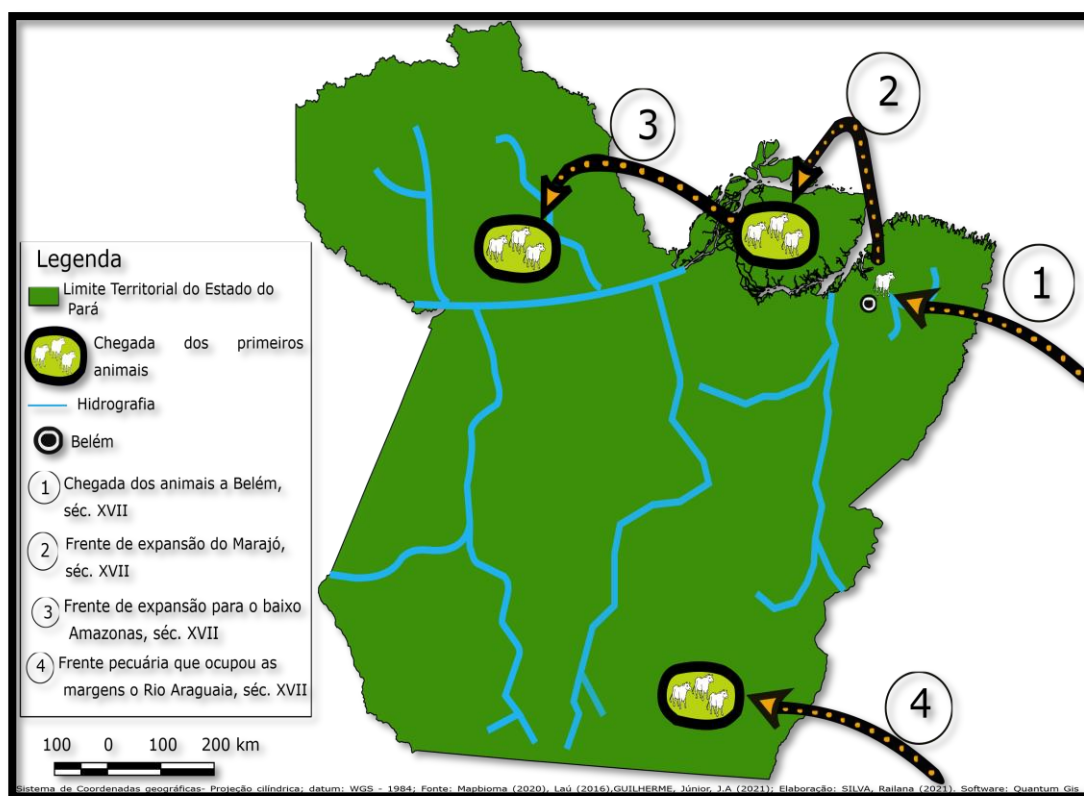 2
3
1
Legenda
Limite Territorial do Estado do
Pará
Chegada dos primeiros
animais
Hidrografia
Belém
1 Chegada dos animais a Belém,
séc. XVII
2 Frente de expansão do Marajó,
séc. XVII
3 Frente de expansão para o baixo
Amazonas, séc. XVII
4 Frente pecuária que ocupou as
margens o Rio Araguaia, séc. XVII
4
100 0 100 200 km
Sistema de Coordenadas geográficas- Projeção cilíndrica; datum: WGS - 1984; Fonte: Mapbioma (2020), Laú (2016),GUILHERME, Júnior, J.A (2021); Elaboração: SILVA, Railana (2021). Software: Quantum Gis